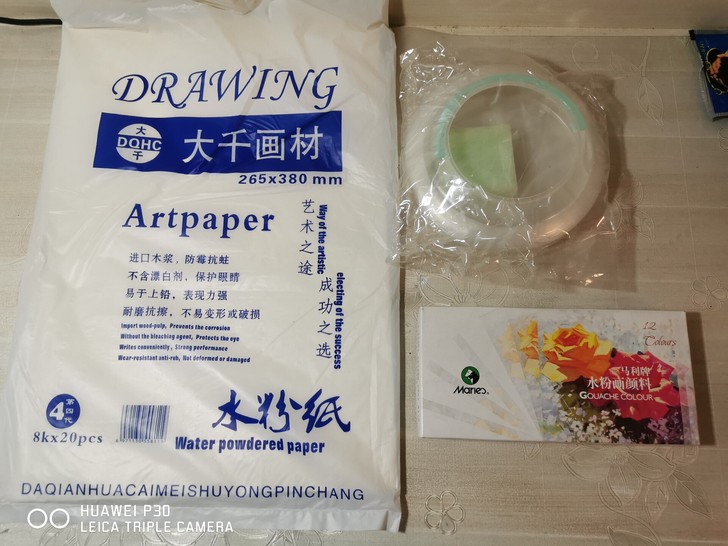 DRAWING
大
DQHC
千
大千画材
265x380 mm
Artpaper
艺术之途
Way of the artistic
成功之选
electing of the success
进口木浆、防霉抗蛀
不含漂白剂，保护眼睛
易于上铅，表现力强
耐磨抗擦，不易变形或破损
Import wood-pulp, Prevents the corrosion
Without the bleaching agent, Protects the eye
Writes conveniently, Strong performance
Wear-resistant anti-rub, Not deformed or damaged
第四代
4
8kx20pcs
水粉纸
Water powdered paper
DAQIANHUACAIMEISHUYONGPINCHANG
12
Colours
Marie's
马利牌
水粉画颜料
GOUACHE COLOUR
HUAWEI P30
LEICA TRIPLE CAMERA